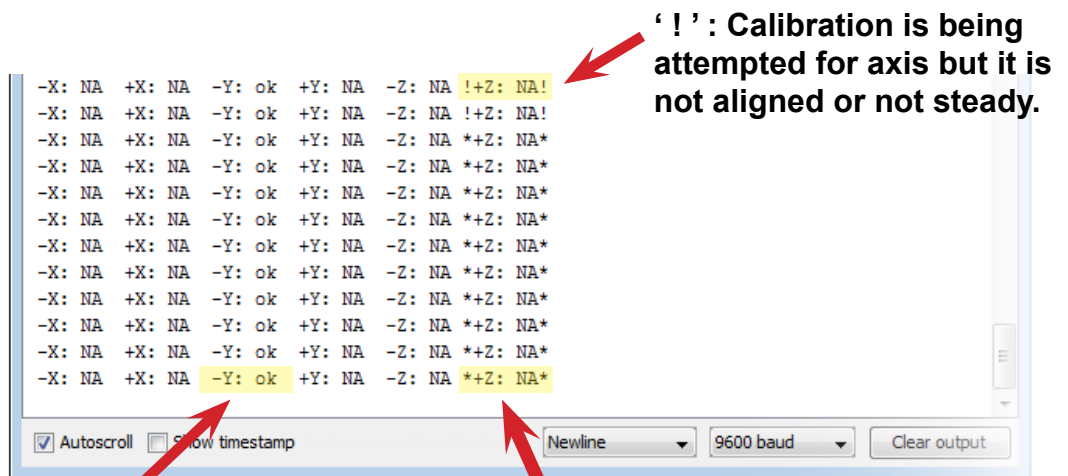 ‘ ! ’ : Calibration is being
attempted for axis but it is
not aligned or not steady.
-X: NA +X: NA -Y: ok +Y: NA -Z: NA !+Z: NA!
-X: NA +X: NA -Y: ok +Y: NA -Z: NA !+Z: NA!
-X: NA +X: NA -Y: ok +Y: NA -Z: NA *+Z: NA*
-X: NA +X: NA -Y: ok +Y: NA -Z: NA *+Z: NA*
-X: NA +X: NA -Y: ok +Y: NA -Z: NA *+Z: NA*
-X: NA +X: NA -Y: ok +Y: NA -Z: NA *+Z: NA*
-X: NA +X: NA -Y: ok +Y: NA -Z: NA *+Z: NA*
-X: NA +X: NA -Y: ok +Y: NA -Z: NA *+Z: NA*
-X: NA +X: NA -Y: ok +Y: NA -Z: NA *+Z: NA*
-X: NA +X: NA -Y: ok +Y: NA -Z: NA *+Z: NA*
-X: NA +X: NA -Y: ok +Y: NA -Z: NA *+Z: NA*
-X: NA +X: NA -Y: ok +Y: NA -Z: NA *+Z: NA*
Autoscroll Show timestamp Newline 9600 baud Clear output